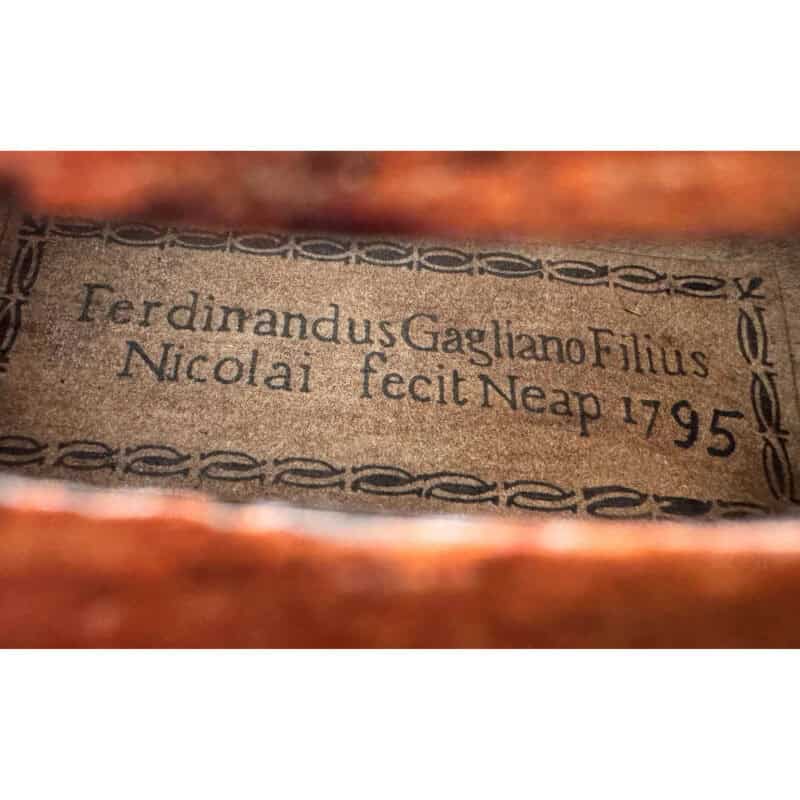 Ferdinandus Gagliano Filius
Nicolai fecit Neap 1795